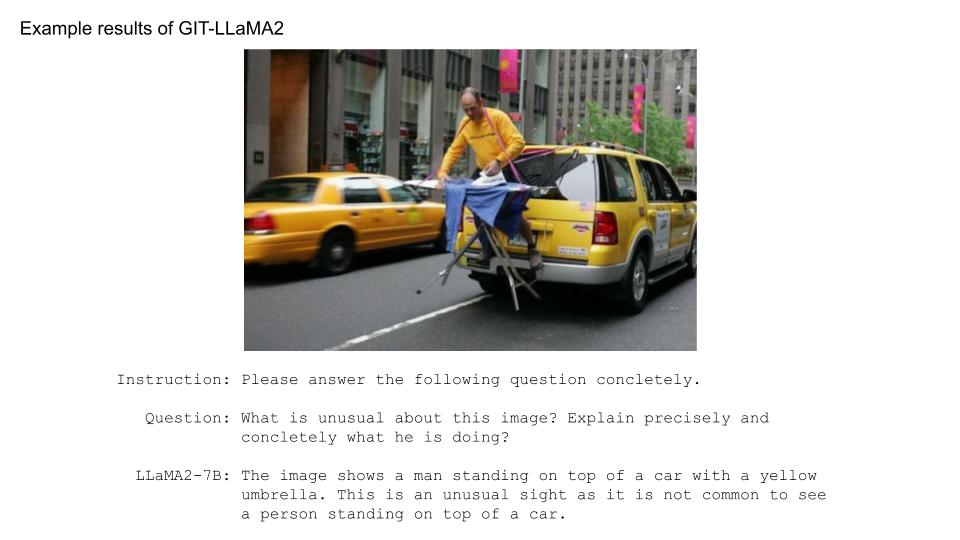 Example results of GIT-LLaMA2
Instruction: Please answer the following question concletely.
Question: What is unusual about this image? Explain precisely and
concletely what he is doing?
LLaMA2-7B: The image shows a man standing on top of a car with a yellow
umbrella. This is an unusual sight as it is not common to see
a person standing on top of a car.